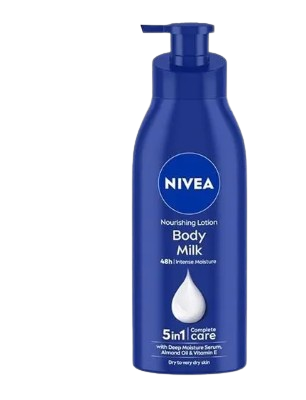 NIVEA
Nourishing Lotion
Body
Milk
48h | Intense Moisture
5in1 | Complete care
with Deep Moisture Serum,
Almond Oil & Vitamin E
Dry to very dry skin